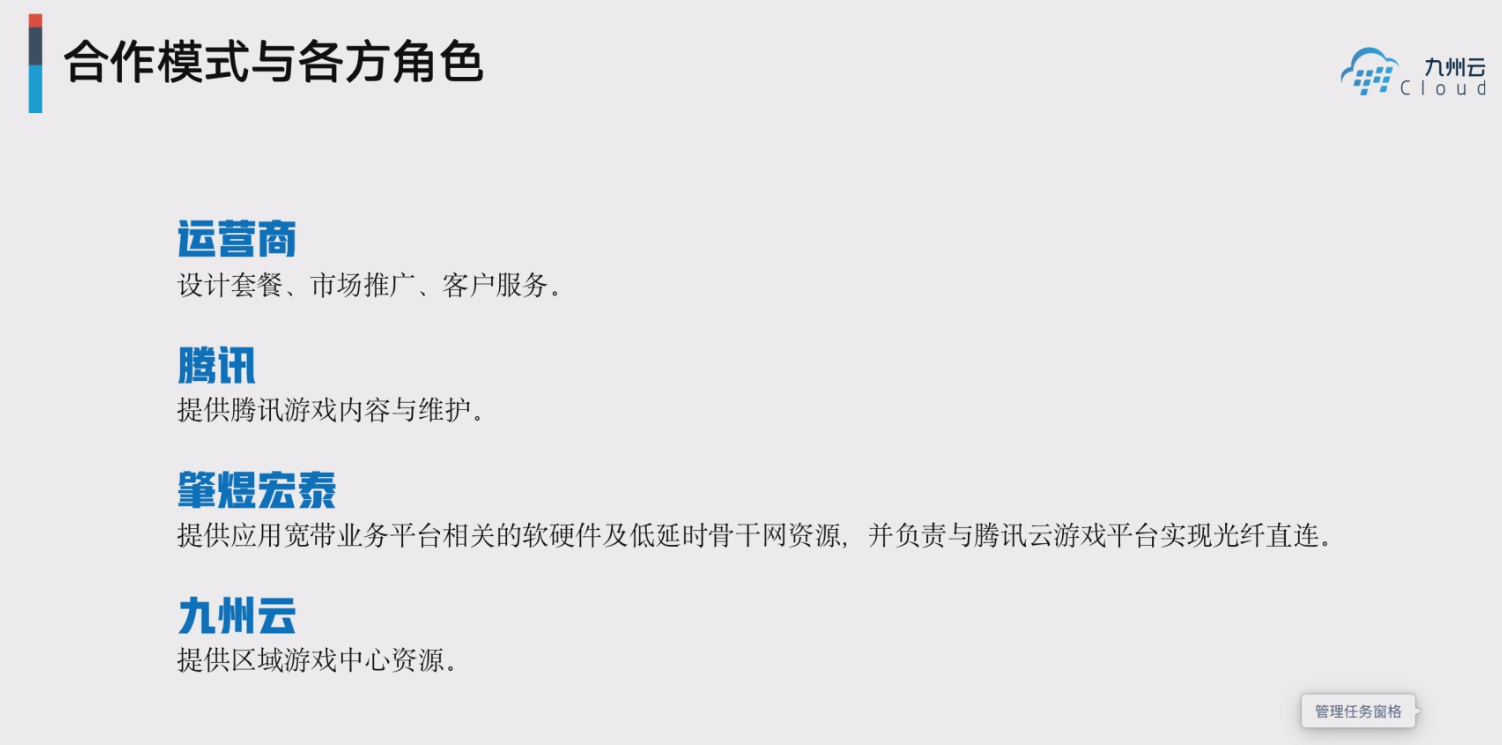 合作模式与各方角色
九州云
Cloud
运营商
设计套餐、市场推广、客户服务。
腾讯
提供腾讯游戏内容与维护。
肇煜宏泰
提供应用宽带业务平台相关的软硬件及低延时骨干网资源，并负责与腾讯云游戏平台实现光纤直连。
九州云
提供区域游戏中心资源。
管理任务窗格